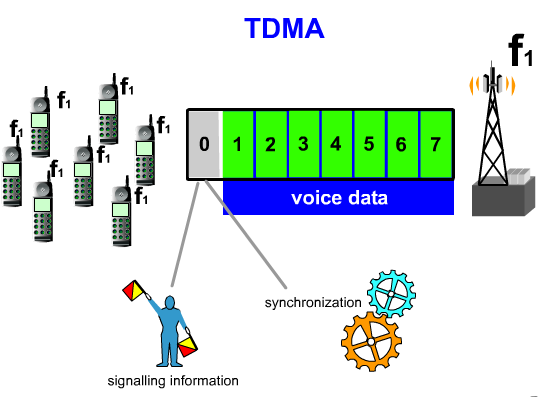 TDMA
f1
f1
f1
f1
f1
f1
f1
f1
0 1 2 3 4 5 6 7
voice data
synchronization
signalling information